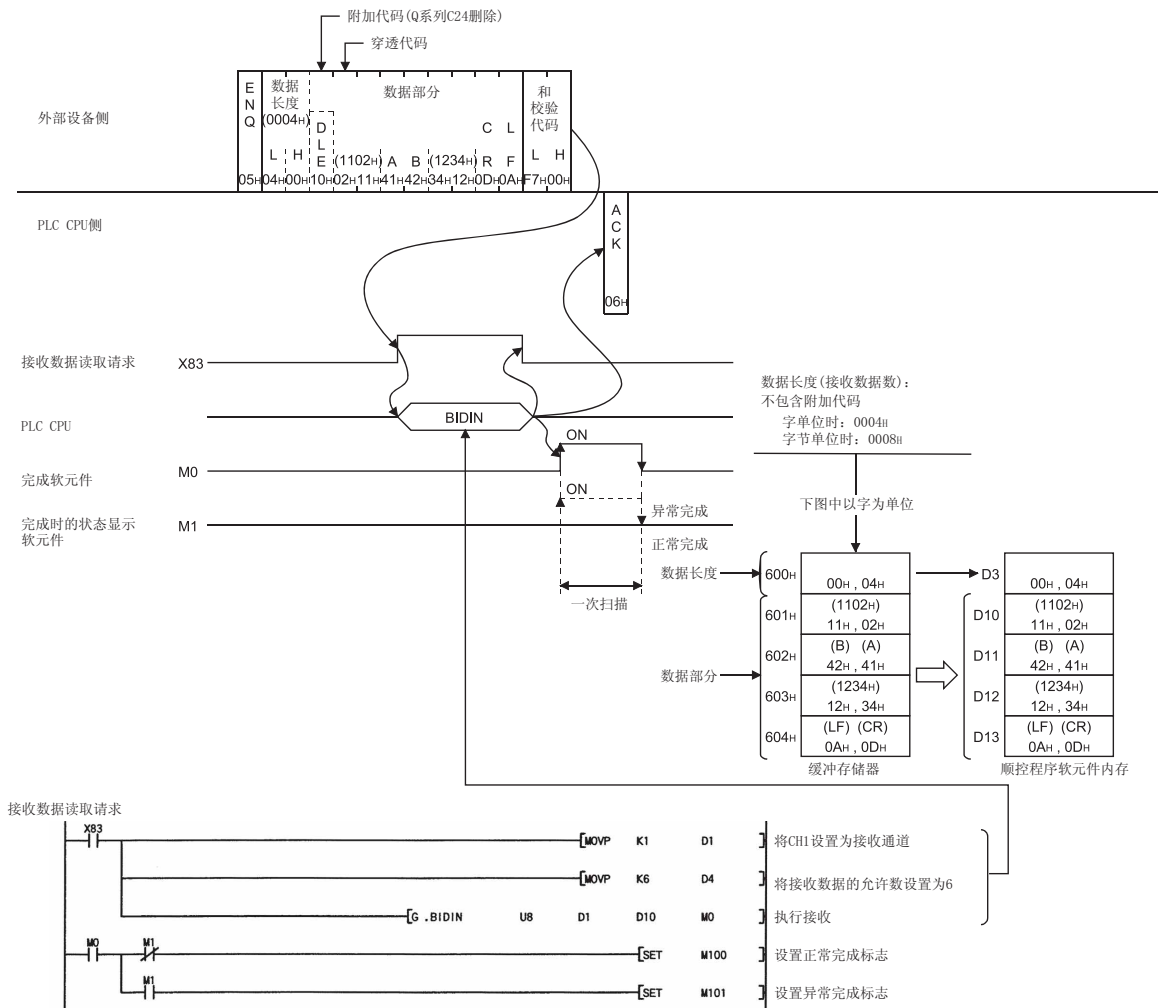 附加代码(Q系列C24删除)
穿透代码
外部设备侧
ENQ
数据长度
(0004H)
数据部分
和校验代码
DLE
C L
L H (1102H) A B (1234H) R F L H
05H 04H 00H 10H 02H 11H 41H 42H 34H 12H 0DH 0AH F7H 00H
PLC CPU侧
ACK
06H
接收数据读取请求 X83
PLC CPU
BIDIN
完成软元件 M0
ON
ON
完成时的状态显示软元件 M1
异常完成
正常完成
一次扫描
数据长度(接收数据数):
不包含附加代码
字单位时: 0004H
字节单位时: 0008H
下图中以字为单位
数据长度 600H 00H , 04H D3 00H , 04H
数据部分
601H (1102H) 11H , 02H D10 (1102H) 11H , 02H
602H (B) (A) 42H , 41H D11 (B) (A) 42H , 41H
603H (1234H) 12H , 34H D12 (1234H) 12H , 34H
604H (LF) (CR) 0AH , 0DH D13 (LF) (CR) 0AH , 0DH
缓冲存储器 顺控程序软元件内存
接收数据读取请求
X83 [MOVP K1 D1 ] 将CH1设置为接收通道
[MOVP K6 D4 ] 将接收数据的允许数设置为6
[G .BIDIN U8 D1 D10 M0 ] 执行接收
M0 M1 [SET M100 ] 设置正常完成标志
M1 [SET M101 ] 设置异常完成标志